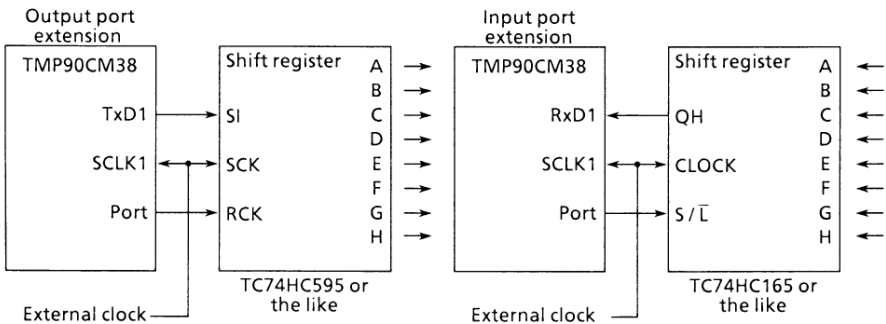 Output port
extension
TMP90CM38
TxD1
SCLK1
Port
Shift register
SI
SCK
RCK
A
B
C
D
E
F
G
H
TC74HC595 or
the like
External clock
Input port
extension
TMP90CM38
RxD1
SCLK1
Port
Shift register
QH
CLOCK
S / L̅
A
B
C
D
E
F
G
H
TC74HC165 or
the like
External clock